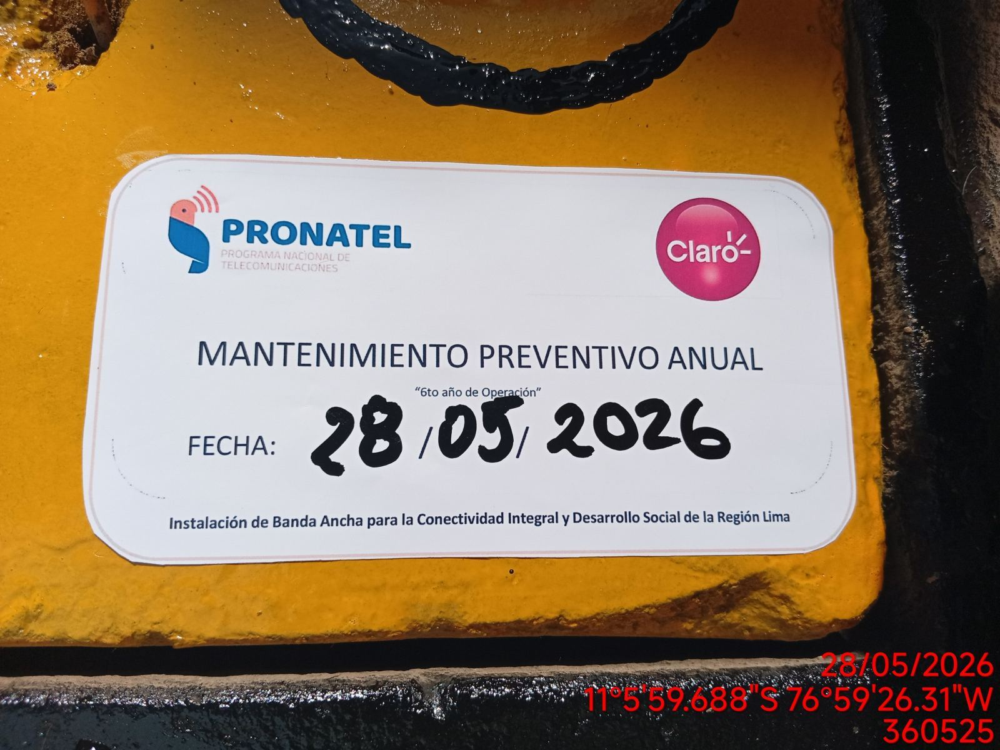 PRONATEL
PROGRAMA NACIONAL DE
TELECOMUNICACIONES
Claro
MANTENIMIENTO PREVENTIVO ANUAL
“6to año de Operación”
FECHA: 28/05/2026
Instalación de Banda Ancha para la Conectividad Integral y Desarrollo Social de la Región Lima
28/05/2026
11°5'59.688"S 76°59'26.31"W
360525